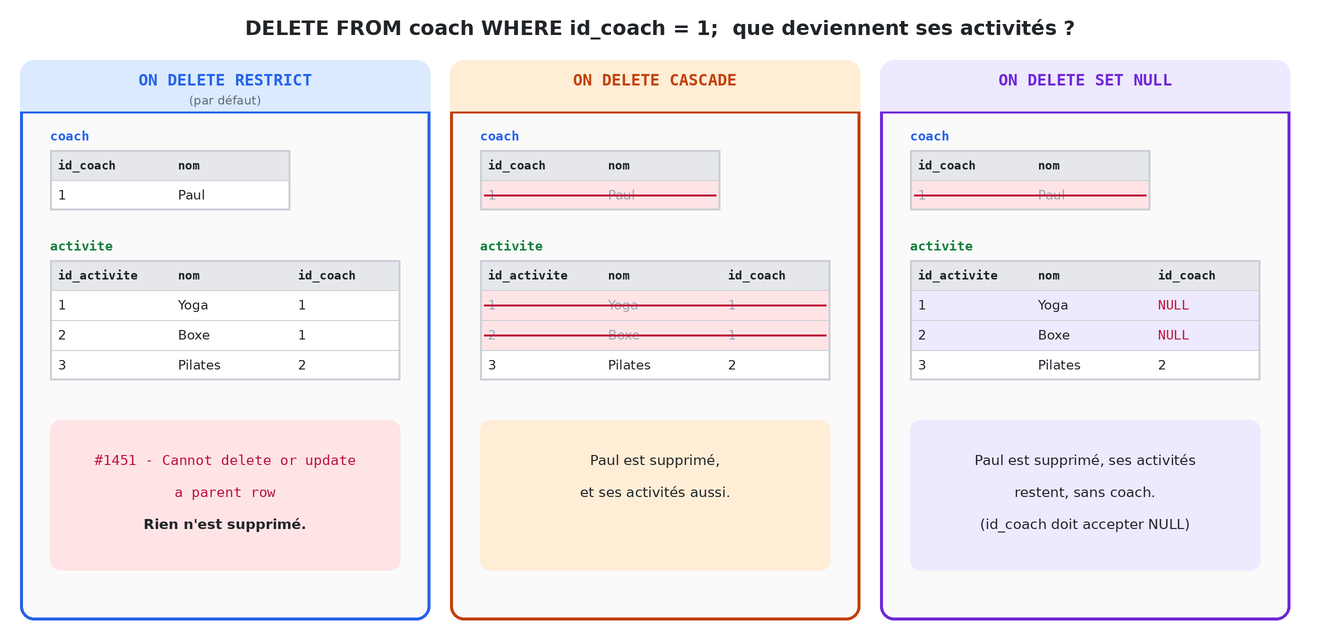 DELETE FROM coach WHERE id_coach = 1;  que deviennent ses activités ?
ON DELETE RESTRICT
(par défaut)
coach
id_coach nom
1 Paul
activite
id_activite nom id_coach
1 Yoga 1
2 Boxe 1
3 Pilates 2
#1451 - Cannot delete or update
a parent row
Rien n'est supprimé.
ON DELETE CASCADE
coach
id_coach nom
1 Paul
activite
id_activite nom id_coach
1 Yoga 1
2 Boxe 1
3 Pilates 2
Paul est supprimé,
et ses activités aussi.
ON DELETE SET NULL
coach
id_coach nom
1 Paul
activite
id_activite nom id_coach
1 Yoga NULL
2 Boxe NULL
3 Pilates 2
Paul est supprimé, ses activités
restent, sans coach.
(id_coach doit accepter NULL)